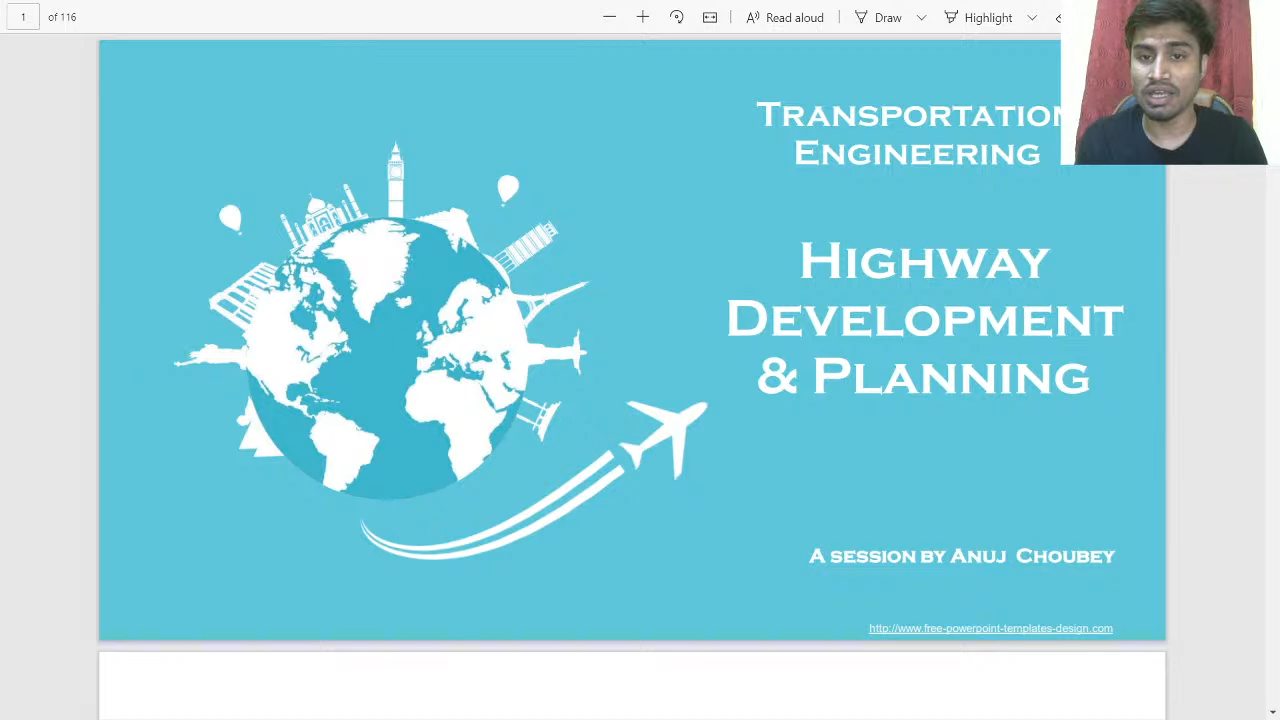 1 of 116
Read aloud
Draw
Highlight
TRANSPORTATION
ENGINEERING
HIGHWAY
DEVELOPMENT
& PLANNING
A SESSION BY ANUJ CHOUBEY
http://www.free-powerpoint-templates-design.com